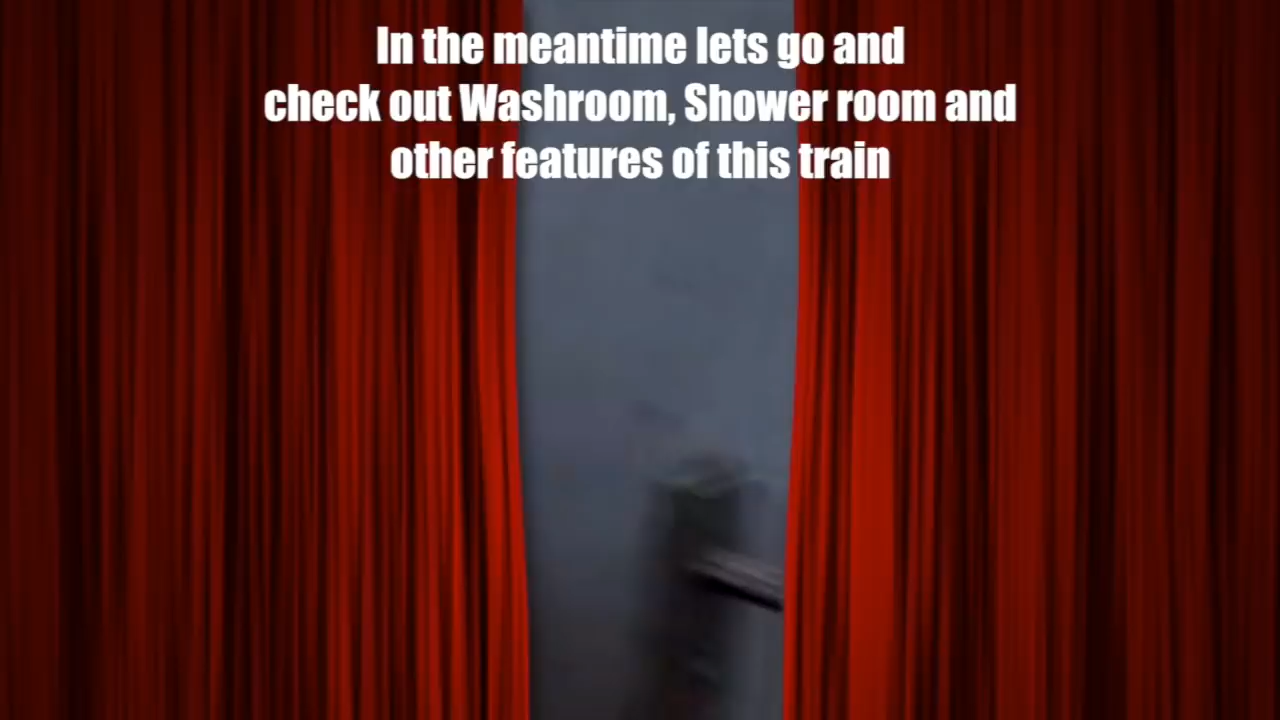 In the meantime lets go and
check out Washroom, Shower room and
other features of this train